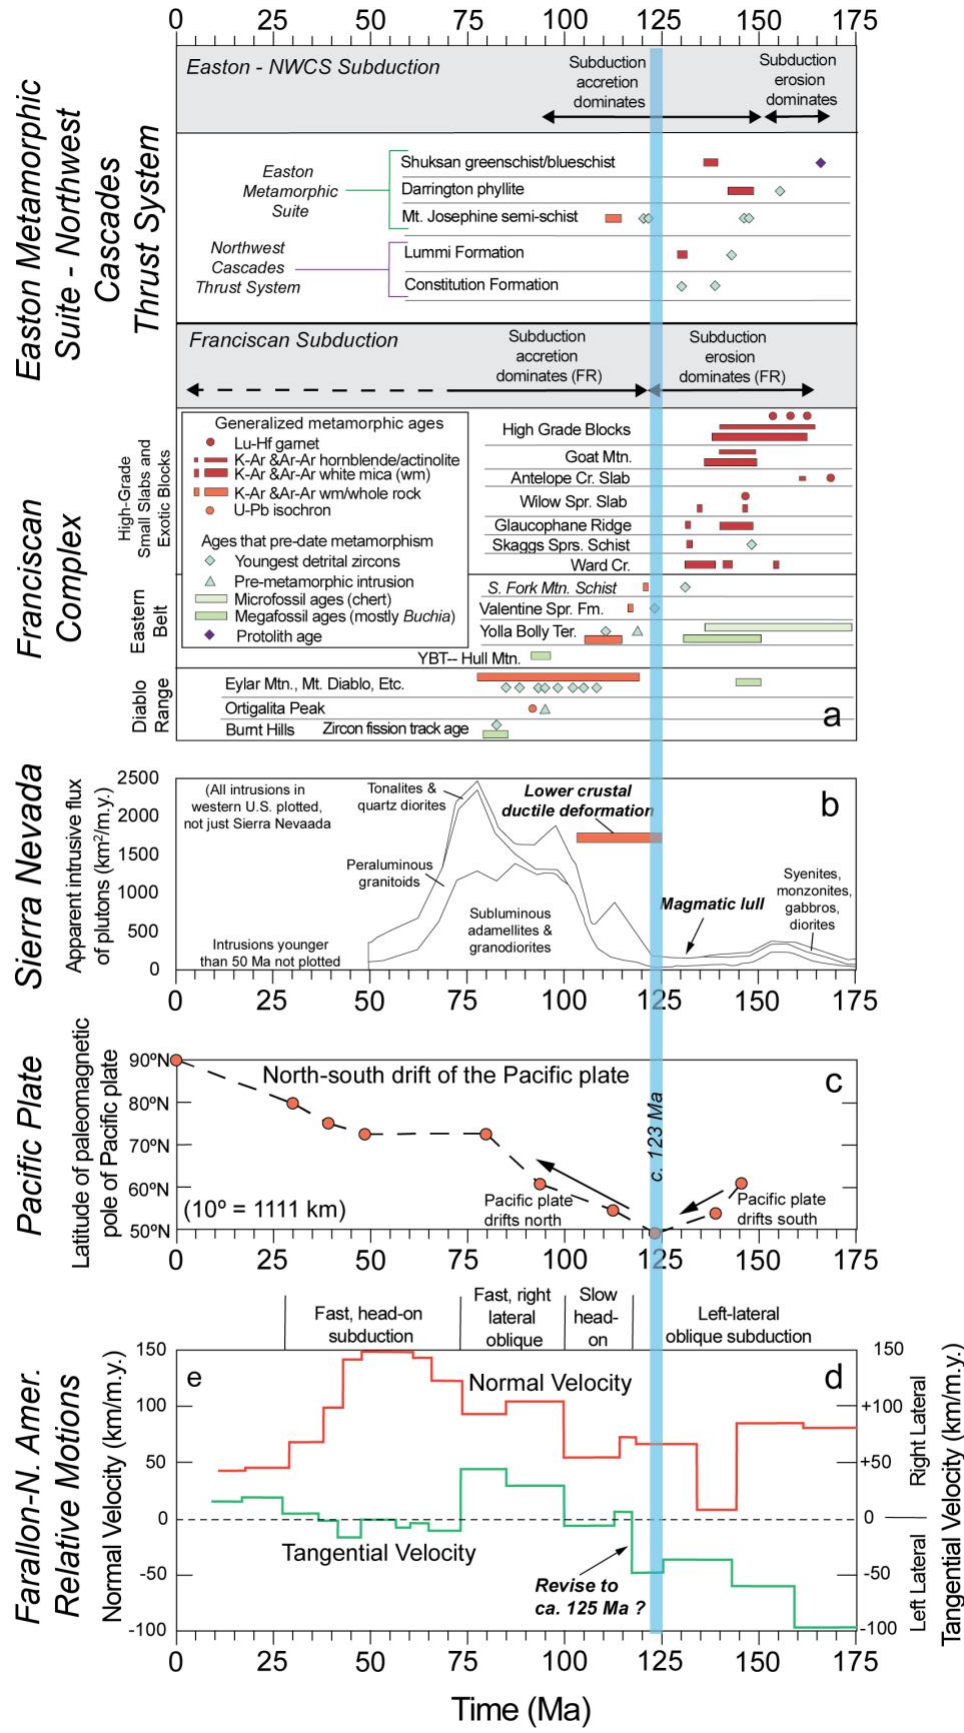 0 25 50 75 100 125 150 175
Easton Metamorphic
Suite - Northwest
Cascades
Thrust System
Easton - NWCS Subduction
Subduction
accretion
dominates
Subduction
erosion
dominates
Easton
Metamorphic
Suite
Shuksan greenschist/blueschist
Darrington phyllite
Mt. Josephine semi-schist
Northwest
Cascades
Thrust System
Lummi Formation
Constitution Formation
Franciscan Subduction
Subduction
accretion
dominates (FR)
Subduction
erosion
dominates (FR)
Franciscan
Complex
High-Grade
Small Slabs and
Exotic Blocks
Eastern
Belt
Diablo
Range
Generalized metamorphic ages
Lu-Hf garnet
K-Ar &Ar-Ar hornblende/actinolite
K-Ar &Ar-Ar white mica (wm)
K-Ar &Ar-Ar wm/whole rock
U-Pb isochron
Ages that pre-date metamorphism
Youngest detrital zircons
Pre-metamorphic intrusion
Microfossil ages (chert)
Megafossil ages (mostly Buchia)
Protolith age
High Grade Blocks
Goat Mtn.
Antelope Cr. Slab
Wilow Spr. Slab
Glaucophane Ridge
Skaggs Sprs. Schist
Ward Cr.
S. Fork Mtn. Schist
Valentine Spr. Fm.
Yolla Bolly Ter.
YBT-- Hull Mtn.
Eylar Mtn., Mt. Diablo, Etc.
Ortigalita Peak
Burnt Hills Zircon fission track age
a
Sierra Nevada
Apparent intrusive flux
of plutons (km²/m.y.)
2500
2000
1500
1000
500
0
(All intrusions in
western U.S. plotted,
not just Sierra Nevaada
Tonalites &
quartz diorites
Lower crustal
ductile deformation
b
Peraluminous
granitoids
Subluminous
adamellites &
granodiorites
Magmatic lull
Syenites,
monzonites,
gabbros,
diorites
Intrusions younger
than 50 Ma not plotted
0 25 50 75 100 125 150 175
Pacific Plate
Latitude of paleomagnetic
pole of Pacific plate
90ºN
80ºN
70ºN
60ºN
50ºN
North-south drift of the Pacific plate
c
c. 123 Ma
(10º = 1111 km)
Pacific plate
drifts north
Pacific plate
drifts south
0 25 50 75 100 125 150 175
Fast, head-on
subduction
Fast, right
lateral
oblique
Slow
head-
on
Left-lateral
oblique subduction
Farallon-N. Amer.
Relative Motions
Normal Velocity (km/m.y.)
150
100
50
0
-50
-100
e
Normal Velocity
d
Tangential Velocity
Revise to
ca. 125 Ma ?
150
+100
+50
0
-50
-100
Right Lateral
Left Lateral
Tangential Velocity (km/m.y.)
0 25 50 75 100 125 150 175
Time (Ma)